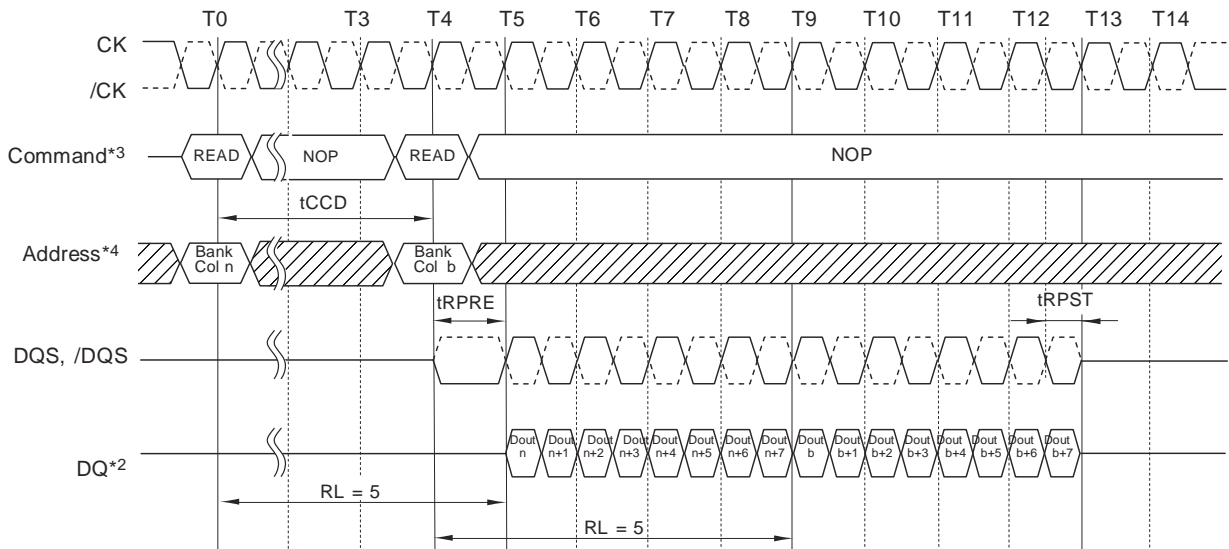 T0 T3 T4 T5 T6 T7 T8 T9 T10 T11 T12 T13 T14
CK
/CK
Command*3 READ NOP READ NOP
tCCD
Address*4
Bank
Col n
Bank
Col b
tRPRE
tRPST
DQS, /DQS
DQ*2
Dout
n
Dout
n+1
Dout
n+2
Dout
n+3
Dout
n+4
Dout
n+5
Dout
n+6
Dout
n+7
Dout
b
Dout
b+1
Dout
b+2
Dout
b+3
Dout
b+4
Dout
b+5
Dout
b+6
Dout
b+7
RL = 5
RL = 5